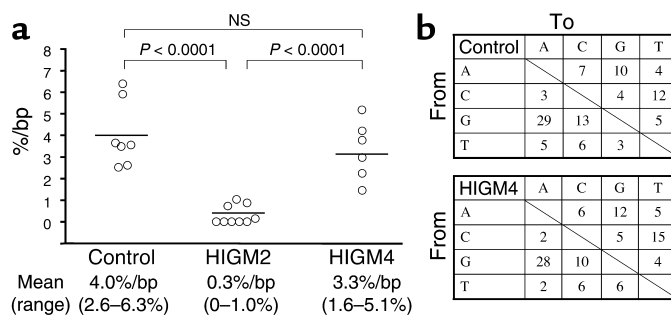 a
NS
P < 0.0001
P < 0.0001
%/bp
8
7
6
5
4
3
2
1
0
Control HIGM2 HIGM4
Mean 4.0%/bp 0.3%/bp 3.3%/bp
(range) (2.6–6.3%) (0–1.0%) (1.6–5.1%)
b
To
From
Control A C G T
A 7 10 4
C 3 4 12
G 29 13 5
T 5 6 3
From
HIGM4 A C G T
A 6 12 5
C 2 5 15
G 28 10 4
T 2 6 6